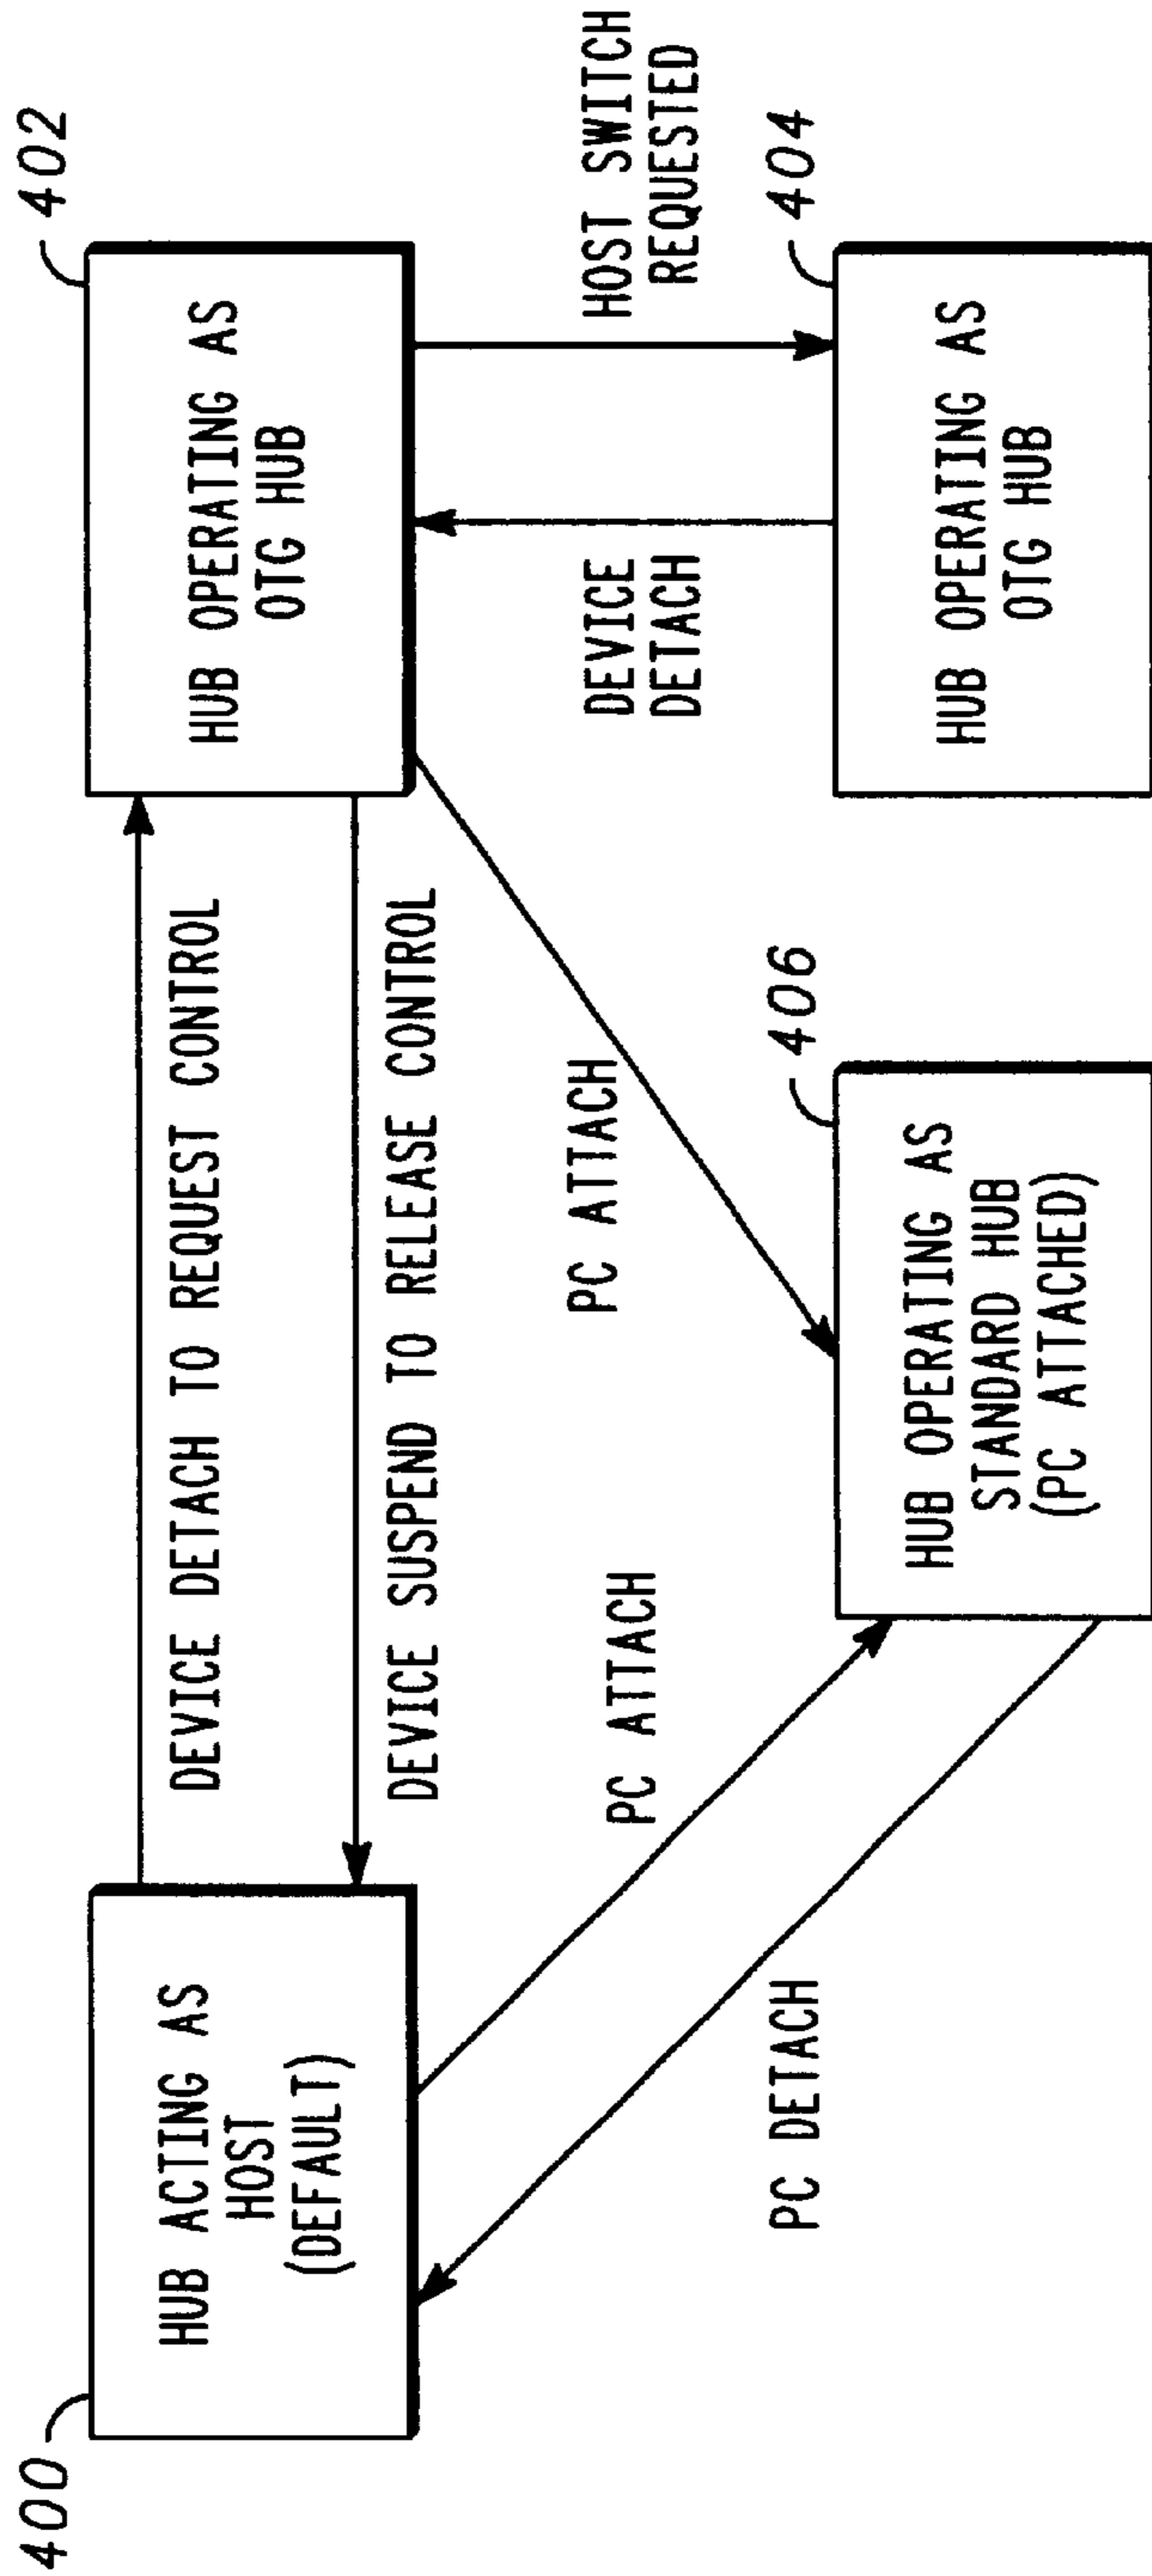 400
HUB ACTING AS
HOST
(DEFAULT)
DEVICE DETACH TO REQUEST CONTROL
DEVICE SUSPEND TO RELEASE CONTROL
402
HUB OPERATING AS
OTG HUB
PC ATTACH
PC ATTACH
PC DETACH
DEVICE
DETACH
HOST SWITCH
REQUESTED
406
HUB OPERATING AS
STANDARD HUB
(PC ATTACHED)
404
HUB OPERATING AS
OTG HUB